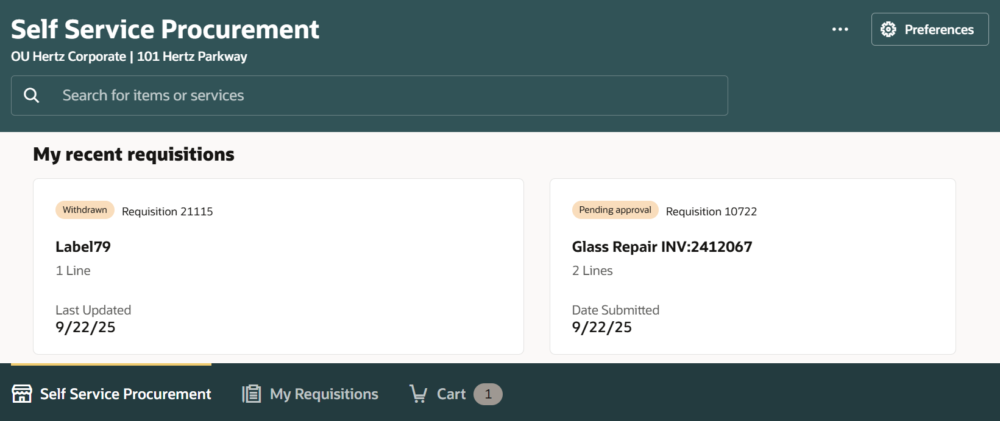 Self Service Procurement
Preferences
OU Hertz Corporate | 101 Hertz Parkway
Search for items or services
My recent requisitions
Withdrawn Requisition 21115
Label79
1 Line
Last Updated
9/22/25
Pending approval Requisition 10722
Glass Repair INV:2412067
2 Lines
Date Submitted
9/22/25
Self Service Procurement My Requisitions Cart 1